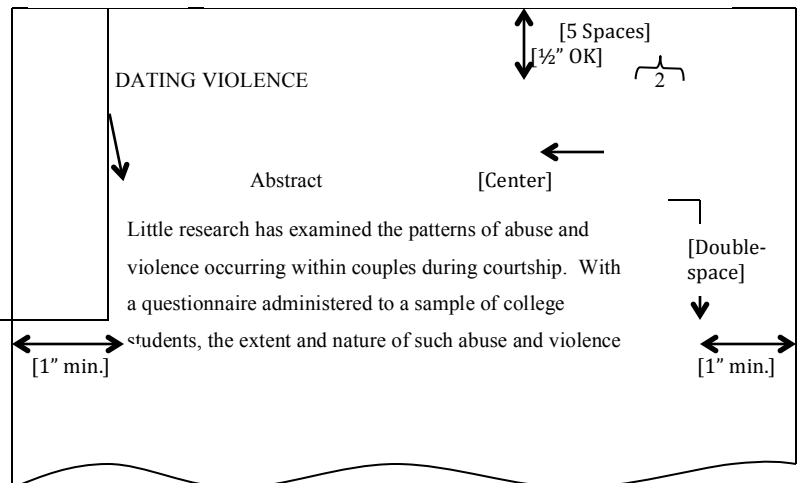 [5 Spaces]
[½” OK]
DATING VIOLENCE
2
Abstract
[Center]
Little research has examined the patterns of abuse and
violence occurring within couples during courtship.  With
a questionnaire administered to a sample of college
students, the extent and nature of such abuse and violence
[Double-
space]
[1” min.]
[1” min.]